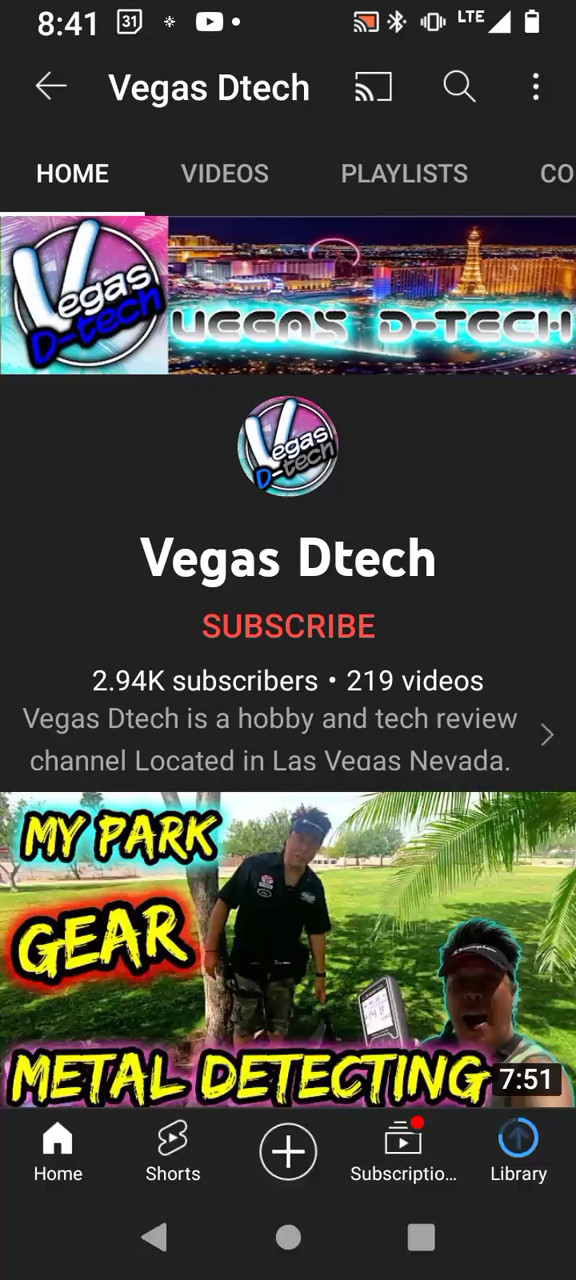 8:41 31 LTE
Vegas Dtech
HOME VIDEOS PLAYLISTS CO
Vegas
D-tech
VEGAS D-TECH
Vegas
D-tech
Vegas Dtech
SUBSCRIBE
2.94K subscribers • 219 videos
Vegas Dtech is a hobby and tech review
channel Located in Las Vegas Nevada.
MY PARK
GEAR
METAL DETECTING
7:51
Home Shorts Subscriptio... Library